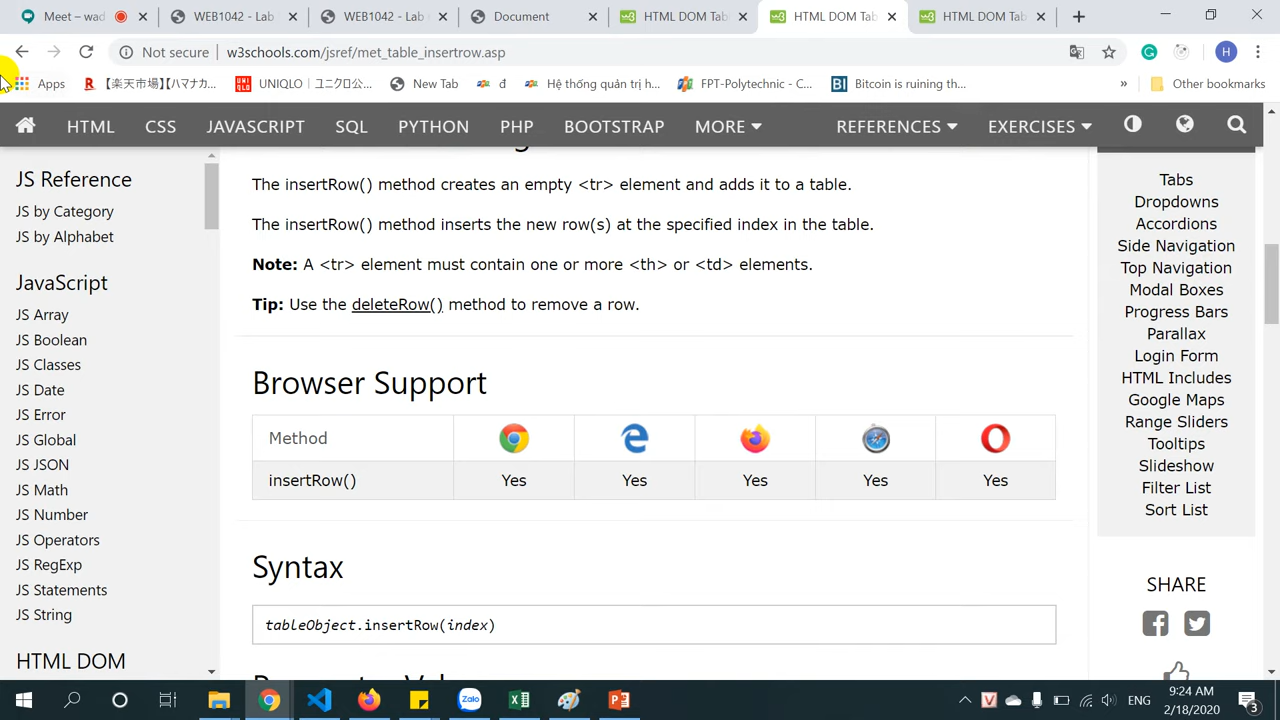 Meet – wad
WEB1042 - Lab
WEB1042 - Lab
Document
HTML DOM Tab
HTML DOM Tab
HTML DOM Tab
Not secure
w3schools.com/jsref/met_table_insertrow.asp
H
Apps
【楽天市場】【ハマナカ...
UNIQLO | ユニクロ公...
New Tab
đ
Hệ thống quản trị h...
FPT-Polytechnic - C...
BI
Bitcoin is ruining th...
»
Other bookmarks
HTML
CSS
JAVASCRIPT
SQL
PYTHON
PHP
BOOTSTRAP
MORE
REFERENCES
EXERCISES
JS Reference
JS by Category
JS by Alphabet
JavaScript
JS Array
JS Boolean
JS Classes
JS Date
JS Error
JS Global
JS JSON
JS Math
JS Number
JS Operators
JS RegExp
JS Statements
JS String
HTML DOM
The insertRow() method creates an empty <tr> element and adds it to a table.
The insertRow() method inserts the new row(s) at the specified index in the table.
Note: A <tr> element must contain one or more <th> or <td> elements.
Tip: Use the deleteRow() method to remove a row.
Browser Support
Method
insertRow() Yes Yes Yes Yes Yes
Syntax
tableObject.insertRow(index)
Tabs
Dropdowns
Accordions
Side Navigation
Top Navigation
Modal Boxes
Progress Bars
Parallax
Login Form
HTML Includes
Google Maps
Range Sliders
Tooltips
Slideshow
Filter List
Sort List
SHARE
Zalo
ENG
9:24 AM
2/18/2020
3